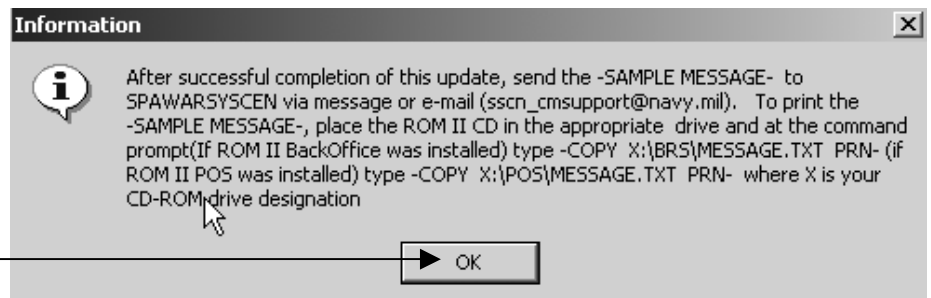 Information
After successful completion of this update, send the -SAMPLE MESSAGE- to
SPAWARSYSCEN via message or e-mail (sscn_cmsupport@navy.mil). To print the
-SAMPLE MESSAGE-, place the ROM II CD in the appropriate drive and at the command
prompt(If ROM II BackOffice was installed) type -COPY X:\BRS\MESSAGE.TXT PRN- (if
ROM II POS was installed) type -COPY X:\POS\MESSAGE.TXT PRN- where X is your
CD-ROM drive designation
OK